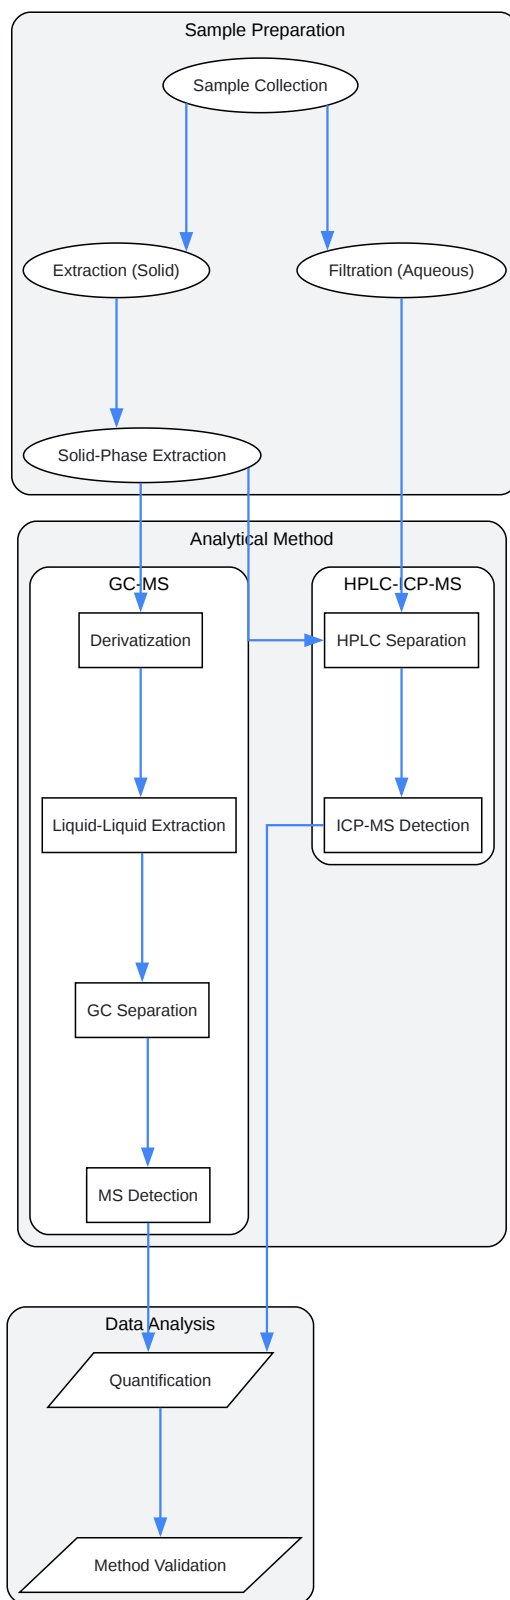 Sample Preparation
Sample Collection
Extraction (Solid)
Filtration (Aqueous)
Solid-Phase Extraction
Analytical Method
GC-MS
HPLC-ICP-MS
Derivatization
HPLC Separation
Liquid-Liquid Extraction
ICP-MS Detection
GC Separation
MS Detection
Data Analysis
Quantification
Method Validation